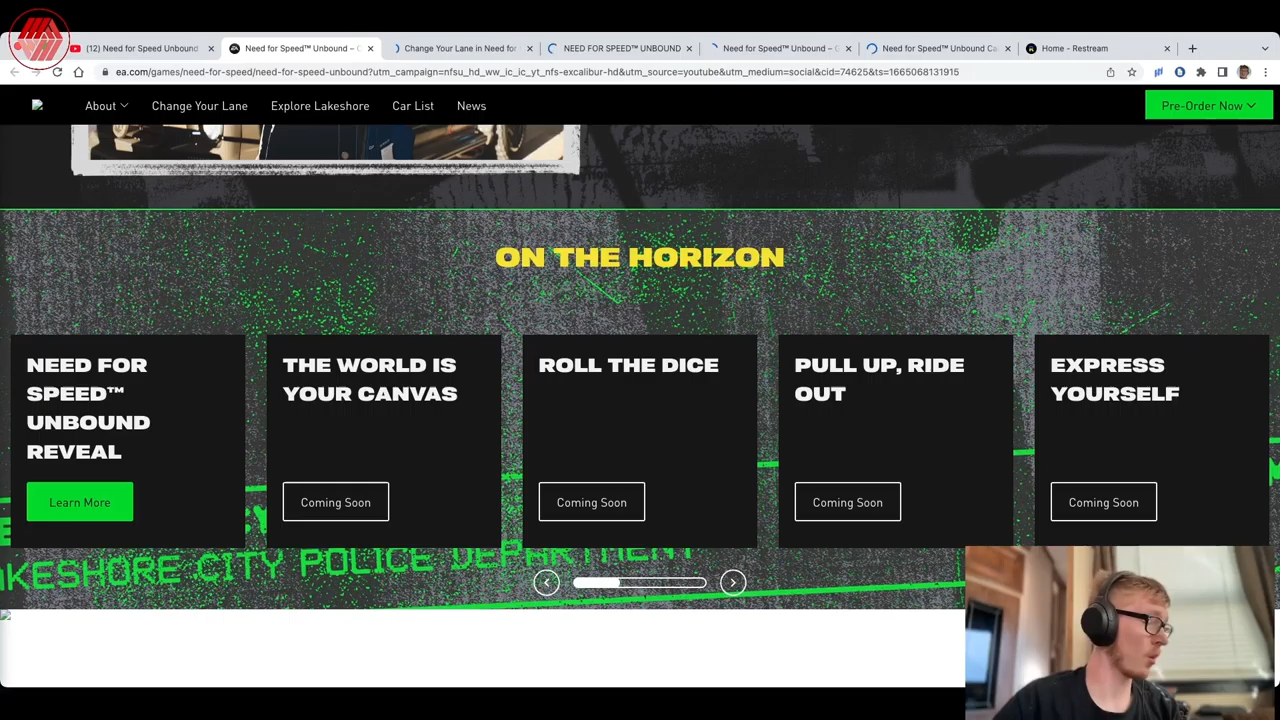 (12) Need for Speed Unbound
Need for Speed™ Unbound – O
Change Your Lane in Need for
NEED FOR SPEED™ UNBOUND
Need for Speed™ Unbound – O
Need for Speed™ Unbound Ca
Home - Restream
ea.com/games/need-for-speed/need-for-speed-unbound?utm_campaign=nfsu_hd_ww_ic_ic_yt_nfs-excalibur-hd&utm_source=youtube&utm_medium=social&cid=74625&ts=1665068131915
About
Change Your Lane
Explore Lakeshore
Car List
News
Pre-Order Now
ON THE HORIZON
NEED FOR
SPEED™
UNBOUND
REVEAL
Learn More
THE WORLD IS
YOUR CANVAS
Coming Soon
ROLL THE DICE
Coming Soon
PULL UP, RIDE
OUT
Coming Soon
EXPRESS
YOURSELF
Coming Soon
AKESHORE CITY POLICE DEPARTMENT